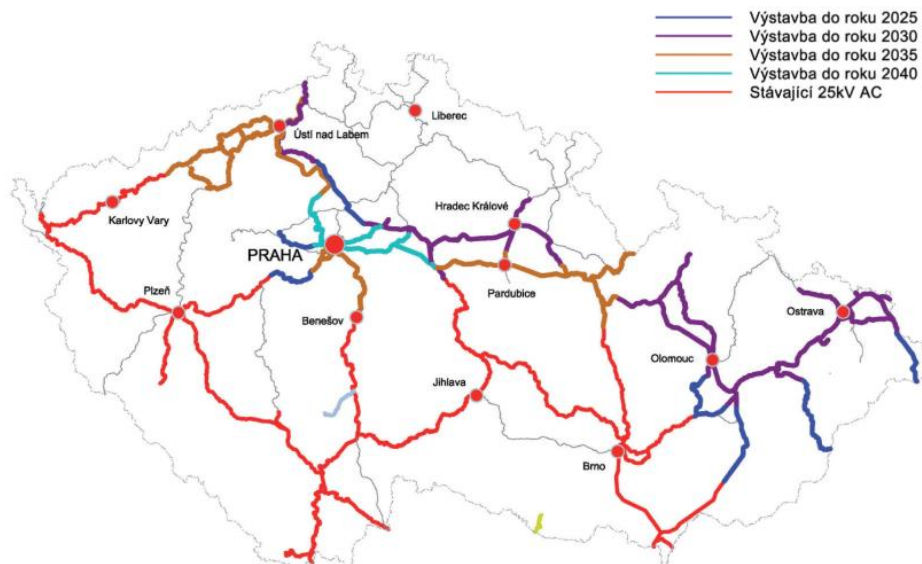 Výstavba do roku 2025
Výstavba do roku 2030
Výstavba do roku 2035
Výstavba do roku 2040
Stávající 25kV AC
Liberec
Ústí nad Labem
Karlovy Vary
Hradec Králové
PRAHA
Pardubice
Plzeň
Benešov
Ostrava
Olomouc
Jihlava
Brno